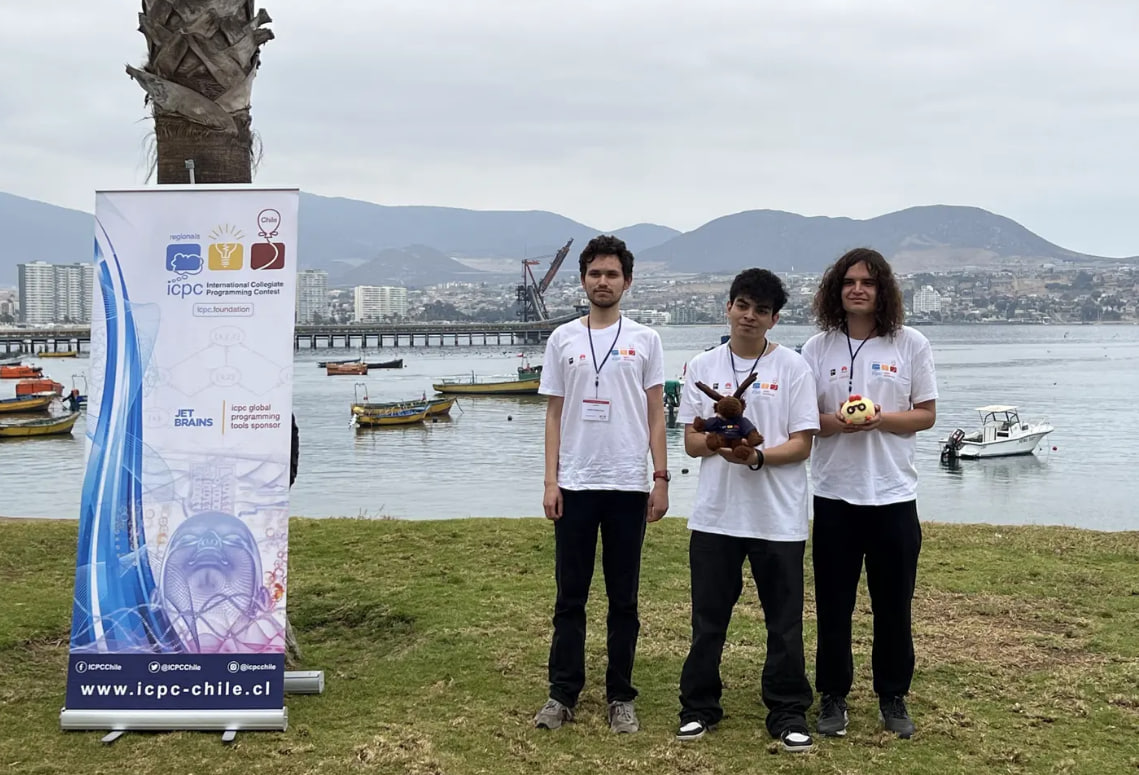 Chile
regionals
icpc International Collegiate
Programming Contest
icpc.foundation
JET
BRAINS
icpc global
programming
tools sponsor
ICPCChile
@ICPCChile
@icpcchile
www.icpc-chile.cl